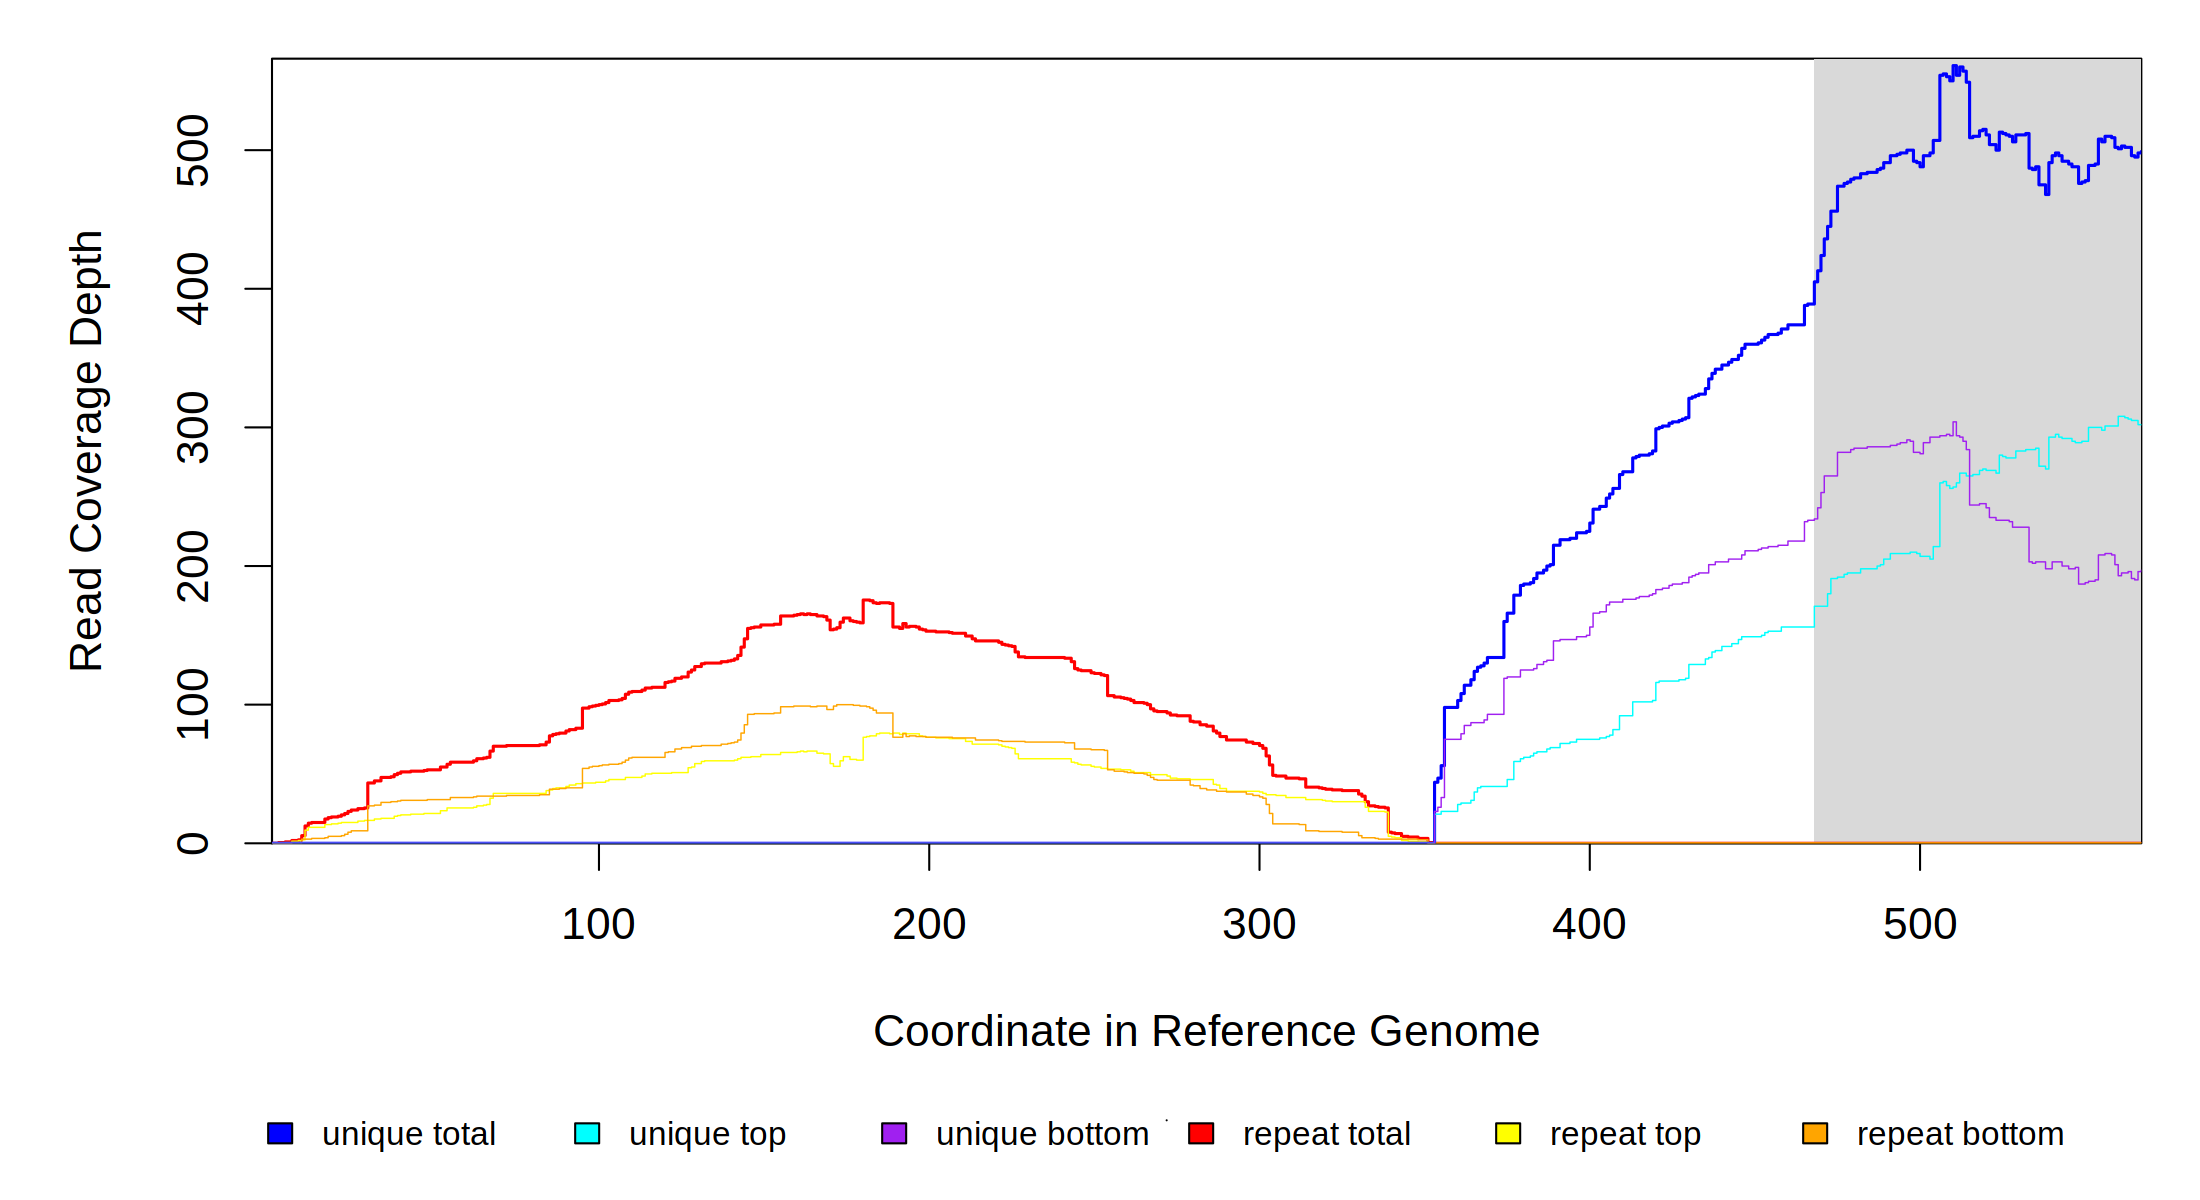 Read Coverage Depth
500
400
300
200
100
0
100 200 300 400 500
Coordinate in Reference Genome
unique total unique top unique bottom repeat total repeat top repeat bottom